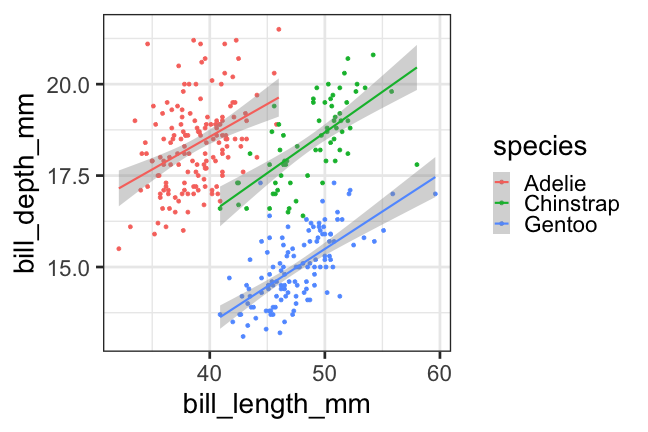 20.0
17.5
15.0
bill_depth_mm
40 50 60
bill_length_mm
species
Adelie
Chinstrap
Gentoo